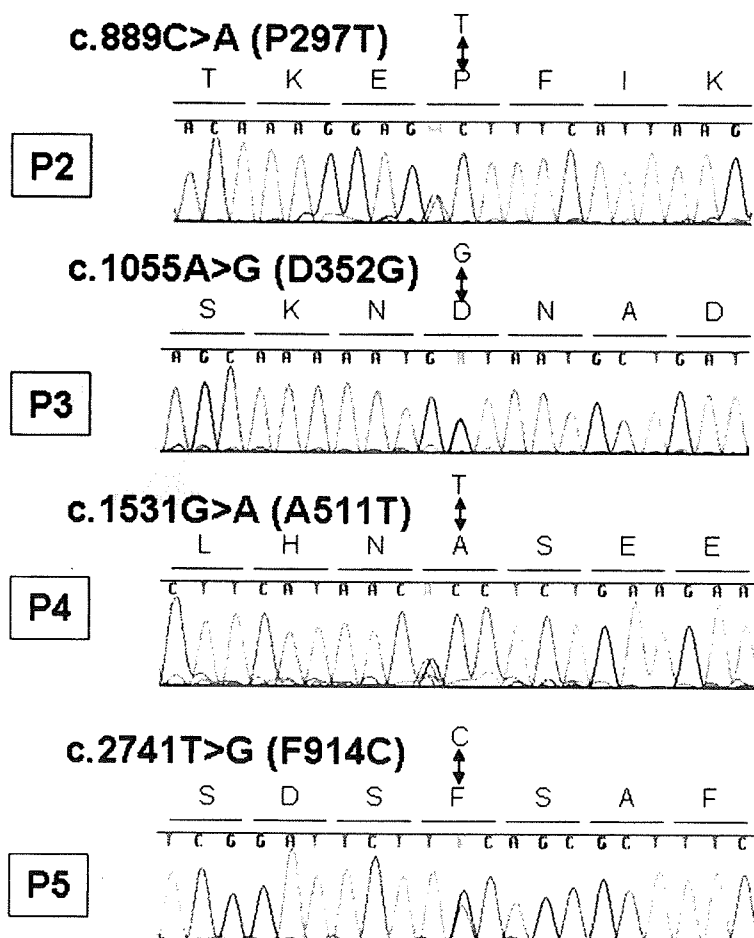 c.889C>A (P297T) T
T K E P F I K
A C A A A G G A G C T T T C A T T A A G
P2
c.1055A>G (D352G) G
S K N D N A D
A G C A A A A A T G A T A A T G C T G A T
P3
c.1531G>A (A511T) T
L H N A S E E
C T T C A T A A C C C T C T G A A G A A
P4
c.2741T>G (F914C) C
S D S F S A F
T C G G A T T C T T C A G C G C T T T C
P5